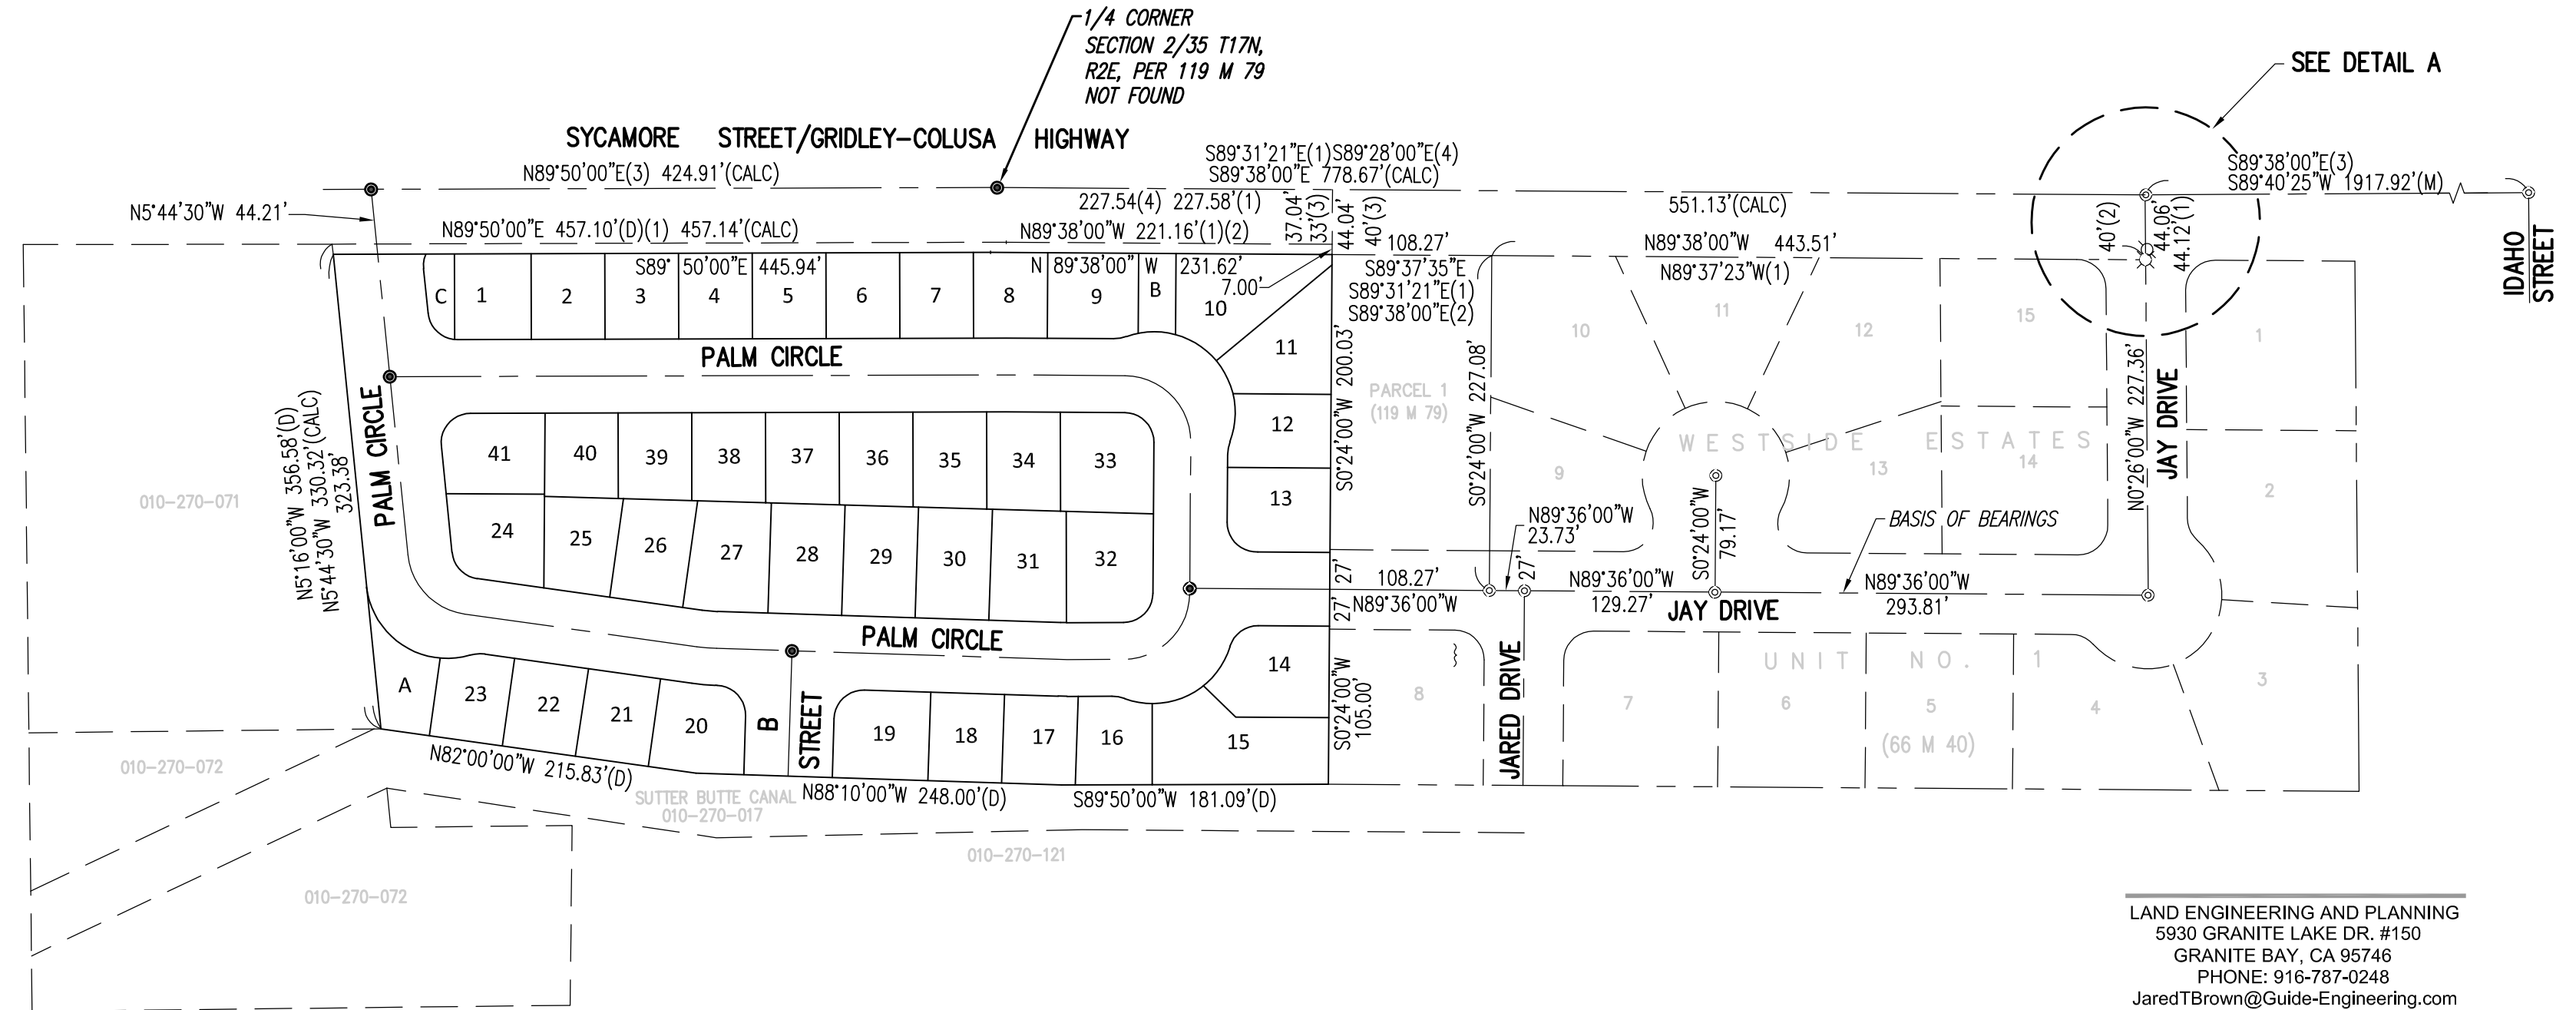 1/4 CORNER
SECTION 2/35 T17N,
R2E, PER 119 M 79
NOT FOUND
SEE DETAIL A
SYCAMORE STREET/GRIDLEY-COLUSA HIGHWAY
N89°50'00"E(3) 424.91'(CALC)
S89°31'21"E(1)S89°28'00"E(4)
S89°38'00"E 778.67'(CALC)
S89°38'00"E(3)
S89°40'25"W 1917.92'(M)
N5°44'30"W 44.21'
227.54(4) 227.58'(1)
551.13'(CALC)
N89°50'00"E 457.10'(D)(1) 457.14'(CALC)
N89°38'00"W 221.16'(1)(2)
37.04'
33'(3)
44.04'
40'(3)
108.27'
N89°38'00"W 443.51'
N89°37'23"W(1)
40'(2)
44.06'
44.12'(1)
IDAHO
STREET
S89° 50'00"E 445.94'
N 89°38'00" W 231.62'
7.00'
S89°37'35"E
S89°31'21"E(1)
S89°38'00"E(2)
C
1
2
3
4
5
6
7
8
9
B
10
11
12
13
PALM CIRCLE
PALM CIRCLE
N5°16'00"W 356.58'(D)
N5°44'30"W 330.32'(CALC)
323.38'
S0°24'00"W 200.03'
PARCEL 1
(119 M 79)
S0°24'00"W 227.08'
10
11
12
15
1
WESTSIDE ESTATES
9
13
14
2
N0°26'00"W 227.36'
JAY DRIVE
41
40
39
38
37
36
35
34
33
24
25
26
27
28
29
30
31
32
010-270-071
N89°36'00"W
23.73'
S0°24'00"W
79.17'
BASIS OF BEARINGS
27'
27'
108.27'
N89°36'00"W
27'
N89°36'00"W
129.27'
N89°36'00"W
293.81'
JAY DRIVE
PALM CIRCLE
A
23
22
21
20
B
STREET
19
18
17
16
15
14
S0°24'00"W
105.00'
8
JARED DRIVE
UNIT NO. 1
7
6
5
4
3
(66 M 40)
010-270-072
N82°00'00"W 215.83'(D)
SUTTER BUTTE CANAL
010-270-017
N88°10'00"W 248.00'(D)
S89°50'00"W 181.09'(D)
010-270-121
010-270-072
LAND ENGINEERING AND PLANNING
5930 GRANITE LAKE DR. #150
GRANITE BAY, CA 95746
PHONE: 916-787-0248
JaredTBrown@Guide-Engineering.com